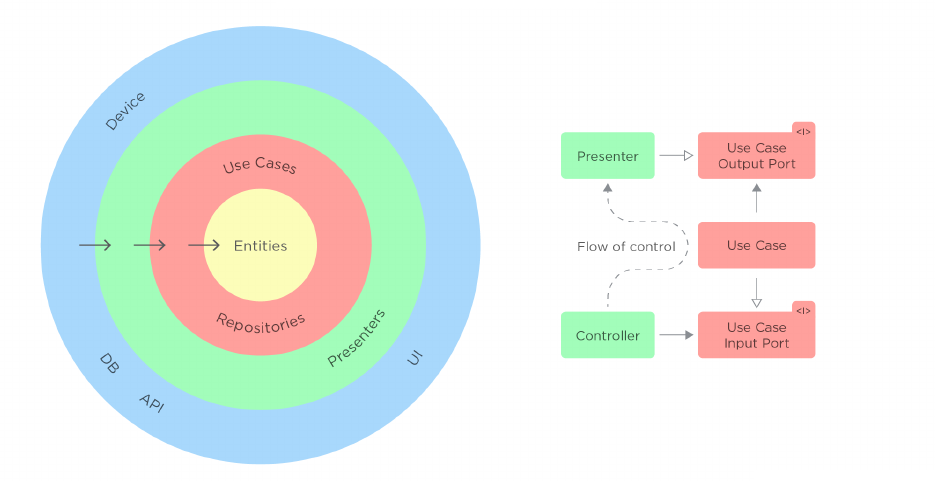 Device
Use Cases
Entities
Repositories
Presenters
UI
DB
API
Presenter
<I>
Use Case
Output Port
Flow of control
Use Case
Controller
<I>
Use Case
Input Port